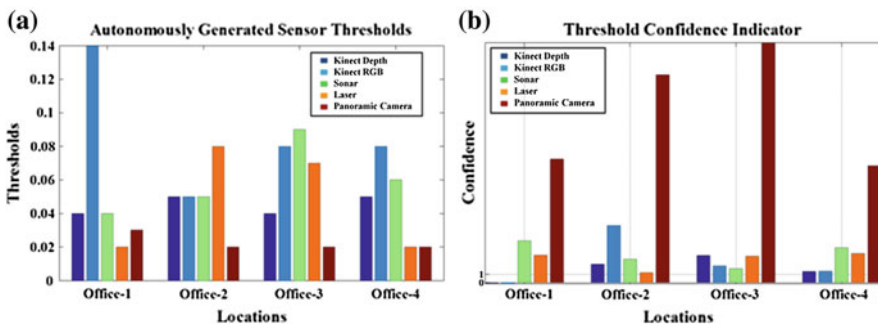 (a)
Autonomously Generated Sensor Thresholds
0.14
0.12
0.1
0.08
0.06
0.04
0.02
0
Thresholds
Kinect Depth
Kinect RGB
Sonar
Laser
Panoramic Camera
Office-1 Office-2 Office-3 Office-4
Locations
(b)
Threshold Confidence Indicator
Kinect Depth
Kinect RGB
Sonar
Laser
Panoramic Camera
Confidence
1
0
Office-1 Office-2 Office-3 Office-4
Locations